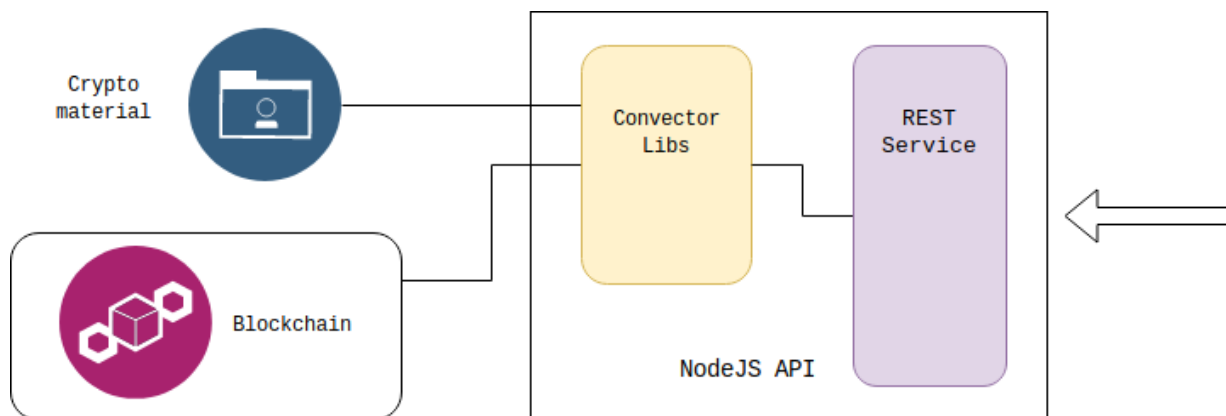 Crypto
material
Convector
Libs
REST
Service
Blockchain
NodeJS API